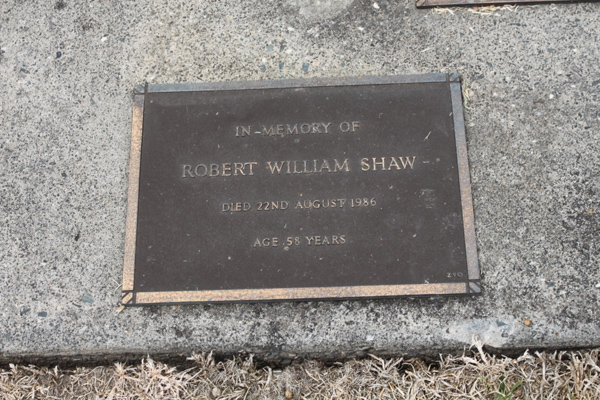 IN MEMORY OF
ROBERT WILLIAM SHAW
DIED 22ND AUGUST 1986
AGE 58 YEARS